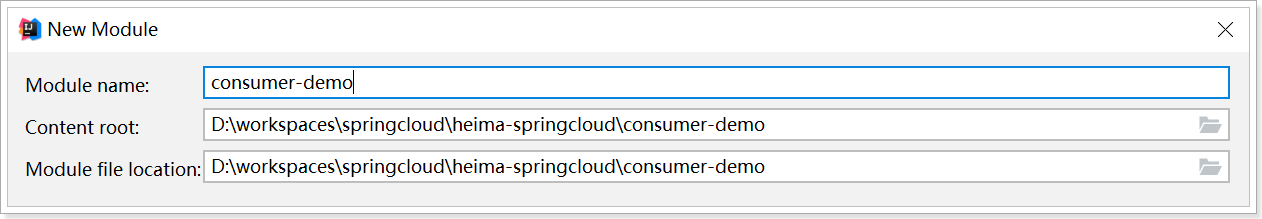 New Module
Module name: consumer-demo
Content root: D:\workspaces\springcloud\heima-springcloud\consumer-demo
Module file location: D:\workspaces\springcloud\heima-springcloud\consumer-demo